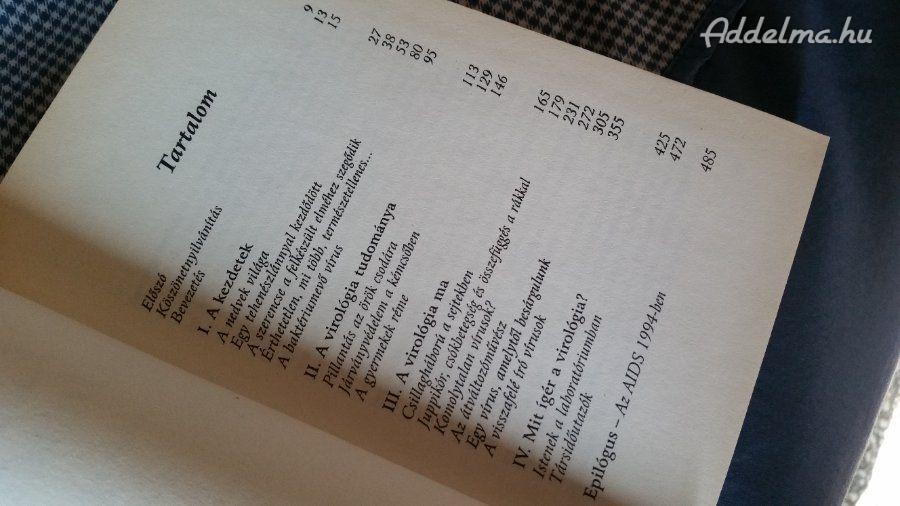 Addelma.hu
Tartalom
Előszó 9
Köszönetnyilvánítás 13
Bevezetés 15
I. A kezdetek
A nedvek világa 27
Egy tehenészlánnyal kezdődött 38
A szerencse a felkészült elméhez szegődik 53
Érthetetlen, mi több, természetellenes... 80
A baktériumevő vírus 95
II. A virológia tudománya
Pillantás az örök csodára 113
Járványvédelem a kémcsőben 129
A gyermekek réme 146
III. A virológia ma
Csillagháború a sejtekben 165
Juppikór, csókbetegség és összefüggés a rákkal 179
Komolytalan vírusok? 231
Az átváltozóművész 272
Egy vírus, amelytől besárgulunk 305
A visszafelé író vírusok 355
IV. Mit ígér a virológia?
Istenek a laboratóriumban 425
Társidőutazók 472
Epilógus – Az AIDS 1994-ben 485